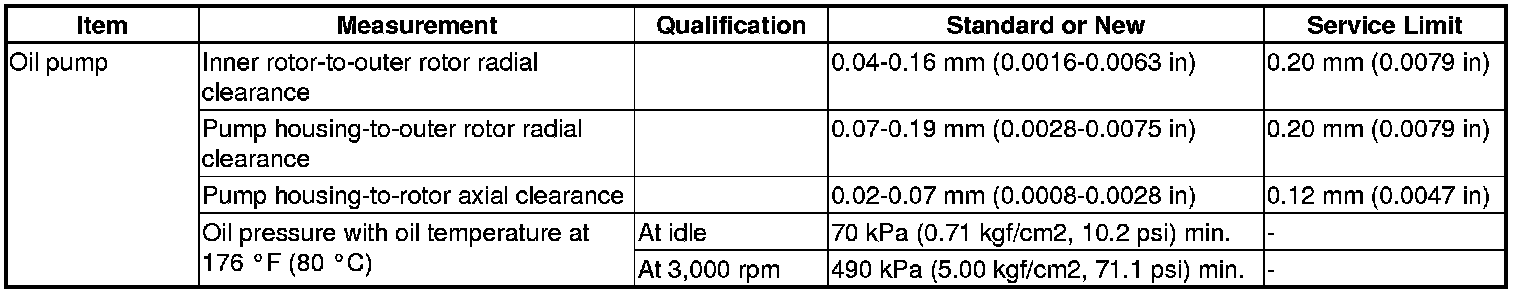 Item Measurement Qualification Standard or New Service Limit
Oil pump Inner rotor-to-outer rotor radial 0.04-0.16 mm (0.0016-0.0063 in) 0.20 mm (0.0079 in)
clearance
Pump housing-to-outer rotor radial 0.07-0.19 mm (0.0028-0.0075 in) 0.20 mm (0.0079 in)
clearance
Pump housing-to-rotor axial clearance 0.02-0.07 mm (0.0008-0.0028 in) 0.12 mm (0.0047 in)
Oil pressure with oil temperature at At idle 70 kPa (0.71 kgf/cm2, 10.2 psi) min. -
176 °F (80 °C) At 3,000 rpm 490 kPa (5.00 kgf/cm2, 71.1 psi) min. -